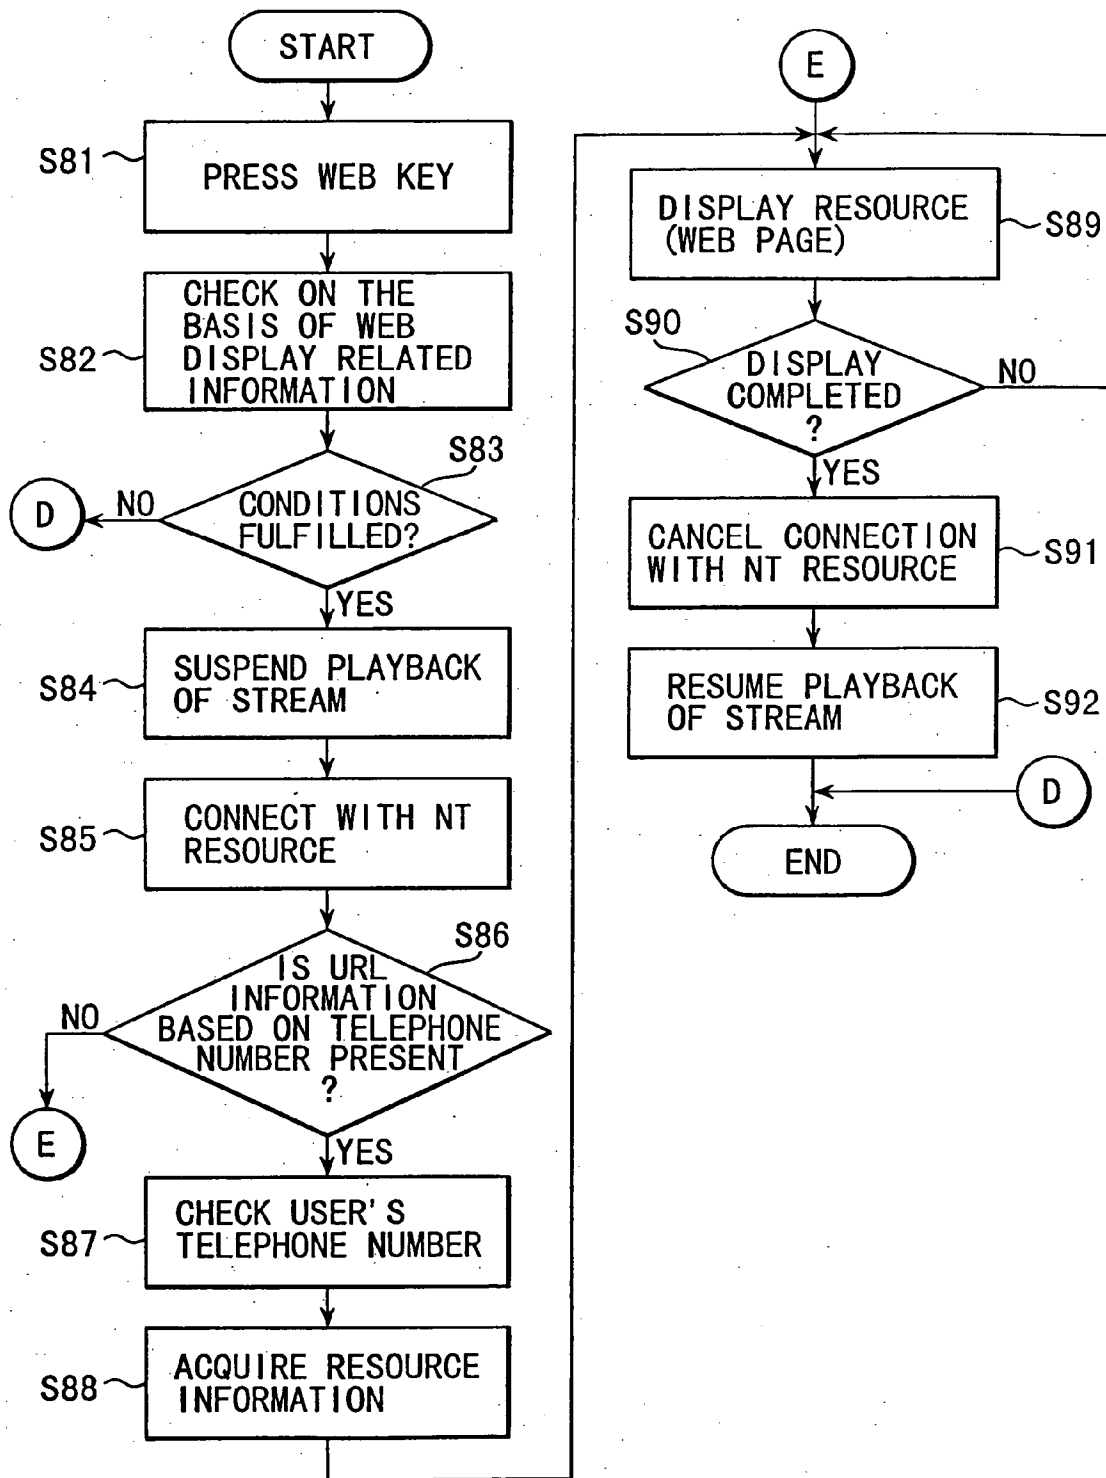 START
S81
PRESS WEB KEY
S82
CHECK ON THE
BASIS OF WEB
DISPLAY RELATED
INFORMATION
S83
CONDITIONS
FULFILLED?
NO
D
YES
S84
SUSPEND PLAYBACK
OF STREAM
S85
CONNECT WITH NT
RESOURCE
S86
IS URL
INFORMATION
BASED ON TELEPHONE
NUMBER PRESENT
?
NO
E
YES
S87
CHECK USER'S
TELEPHONE NUMBER
S88
ACQUIRE RESOURCE
INFORMATION
E
DISPLAY RESOURCE
(WEB PAGE)
S89
S90
DISPLAY
COMPLETED
?
NO
YES
CANCEL CONNECTION
WITH NT RESOURCE
S91
RESUME PLAYBACK
OF STREAM
S92
D
END